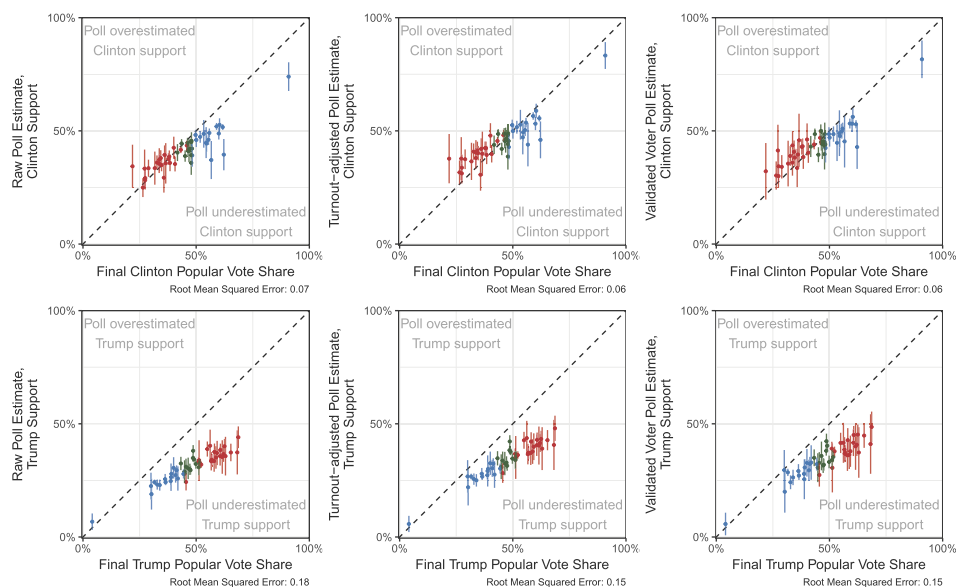 100%
Poll overestimated
Clinton support
Raw Poll Estimate,
Clinton Support
50%
Poll underestimated
Clinton support
0%
0%
50%
100%
Final Clinton Popular Vote Share
Root Mean Squared Error: 0.07
100%
Poll overestimated
Clinton support
Turnout−adjusted Poll Estimate,
Clinton Support
50%
Poll underestimated
Clinton support
0%
0%
50%
100%
Final Clinton Popular Vote Share
Root Mean Squared Error: 0.06
100%
Poll overestimated
Clinton support
Validated Voter Poll Estimate,
Clinton Support
50%
Poll underestimated
Clinton support
0%
0%
50%
100%
Final Clinton Popular Vote Share
Root Mean Squared Error: 0.06
100%
Poll overestimated
Trump support
Raw Poll Estimate,
Trump Support
50%
Poll underestimated
Trump support
0%
0%
50%
100%
Final Trump Popular Vote Share
Root Mean Squared Error: 0.18
100%
Poll overestimated
Trump support
Turnout−adjusted Poll Estimate,
Trump Support
50%
Poll underestimated
Trump support
0%
0%
50%
100%
Final Trump Popular Vote Share
Root Mean Squared Error: 0.15
100%
Poll overestimated
Trump support
Validated Voter Poll Estimate,
Trump Support
50%
Poll underestimated
Trump support
0%
0%
50%
100%
Final Trump Popular Vote Share
Root Mean Squared Error: 0.15